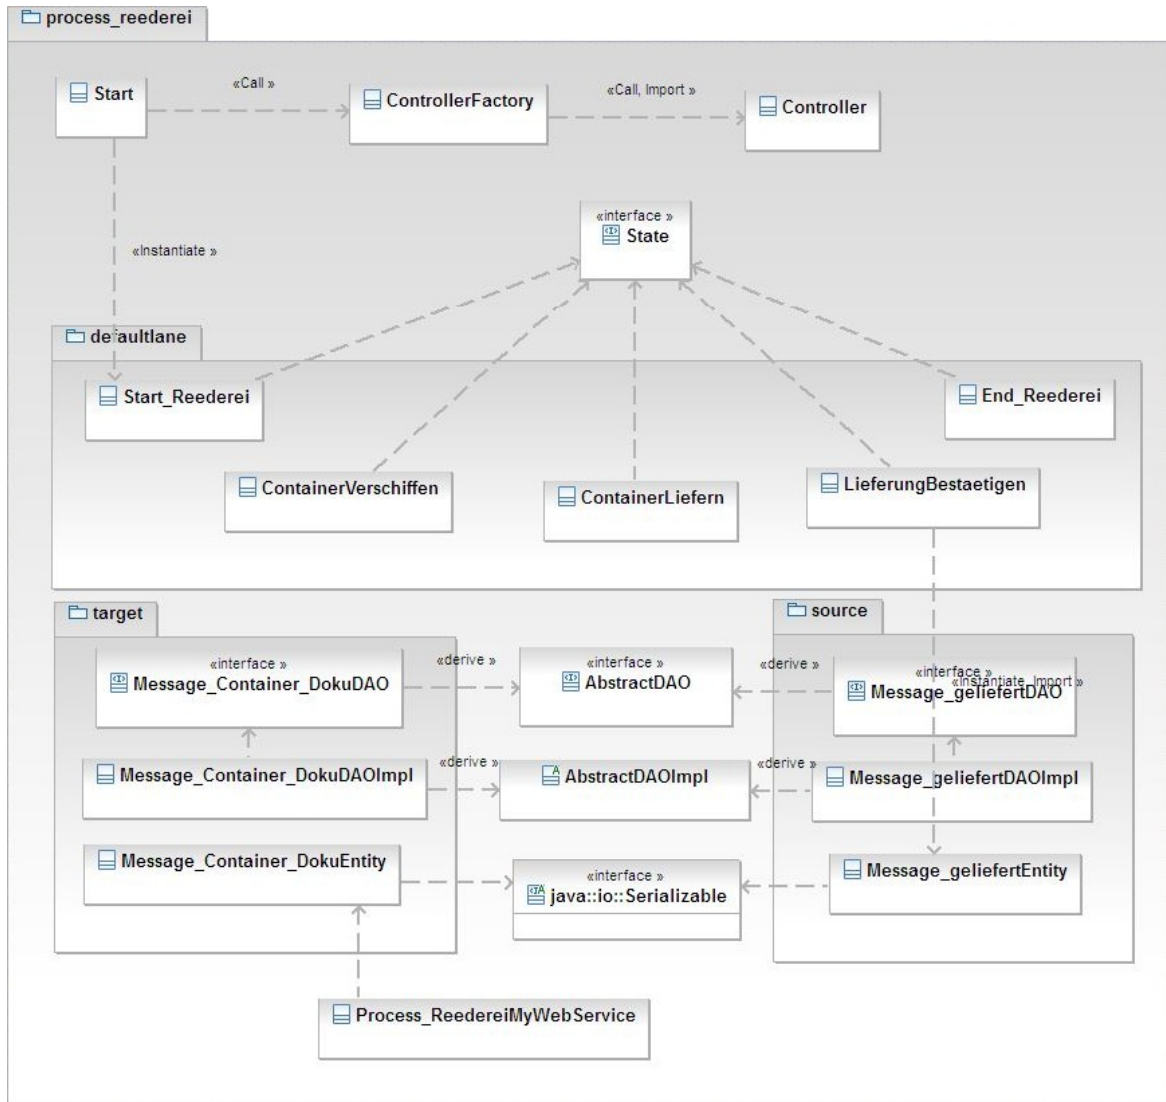 process_reederei
Start
«Call »
ControllerFactory
«Call, Import »
Controller
«interface »
State
«Instantiate »
defaultlane
Start_Reederei
End_Reederei
ContainerVerschiffen
ContainerLiefern
LieferungBestaetigen
target
source
«interface »
Message_Container_DokuDAO
«derive »
«interface »
AbstractDAO
«derive »
«interface »
«Instantiate, Import »
Message_geliefertDAO
Message_Container_DokuDAOImpl
«derive »
AbstractDAOImpl
«derive »
Message_geliefertDAOImpl
Message_Container_DokuEntity
«interface »
java::io::Serializable
Message_geliefertEntity
Process_ReedereiMyWebService